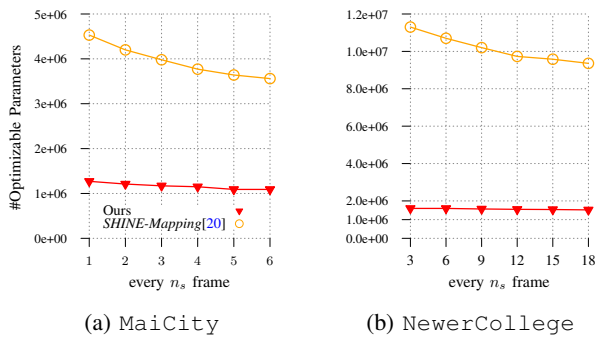 #Optimizable Parameters
5e+06
4e+06
3e+06
2e+06
1e+06
0e+00
Ours
SHINE-Mapping[20]
1 2 3 4 5 6
every n_s frame
(a) MaiCity
1.2e+07
1.0e+07
8.0e+06
6.0e+06
4.0e+06
2.0e+06
1.2e+06
0.0e+00
3 6 9 12 15 18
every n_s frame
(b) NewerCollege